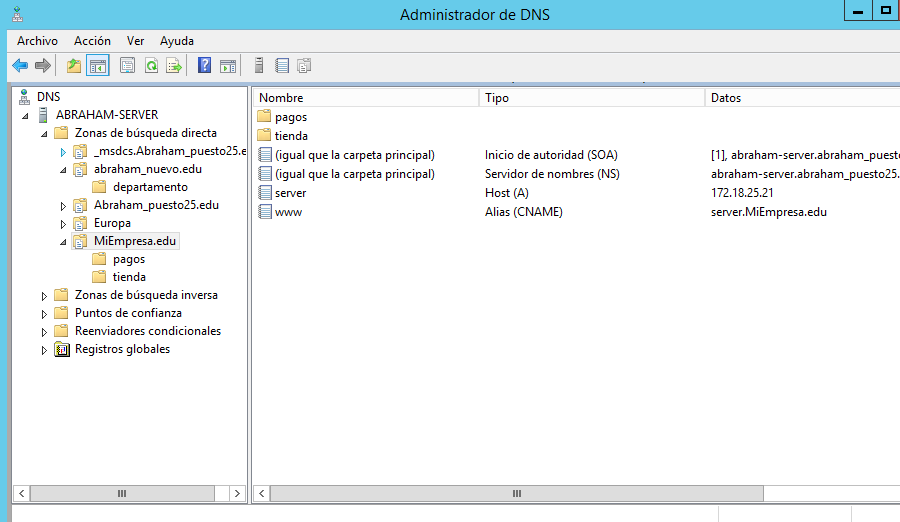 Administrador de DNS
Archivo Acción Ver Ayuda
DNS
ABRAHAM-SERVER
Zonas de búsqueda directa
_msdcs.Abraham_puesto25.e
abraham_nuevo.edu
departamento
Abraham_puesto25.edu
Europa
MiEmpresa.edu
pagos
tienda
Zonas de búsqueda inversa
Puntos de confianza
Reenviadores condicionales
Registros globales
Nombre Tipo Datos
pagos
tienda
(igual que la carpeta principal) Inicio de autoridad (SOA) [1], abraham-server.abraham_puesto
(igual que la carpeta principal) Servidor de nombres (NS) abraham-server.abraham_puesto25.
server Host (A) 172.18.25.21
www Alias (CNAME) server.MiEmpresa.edu